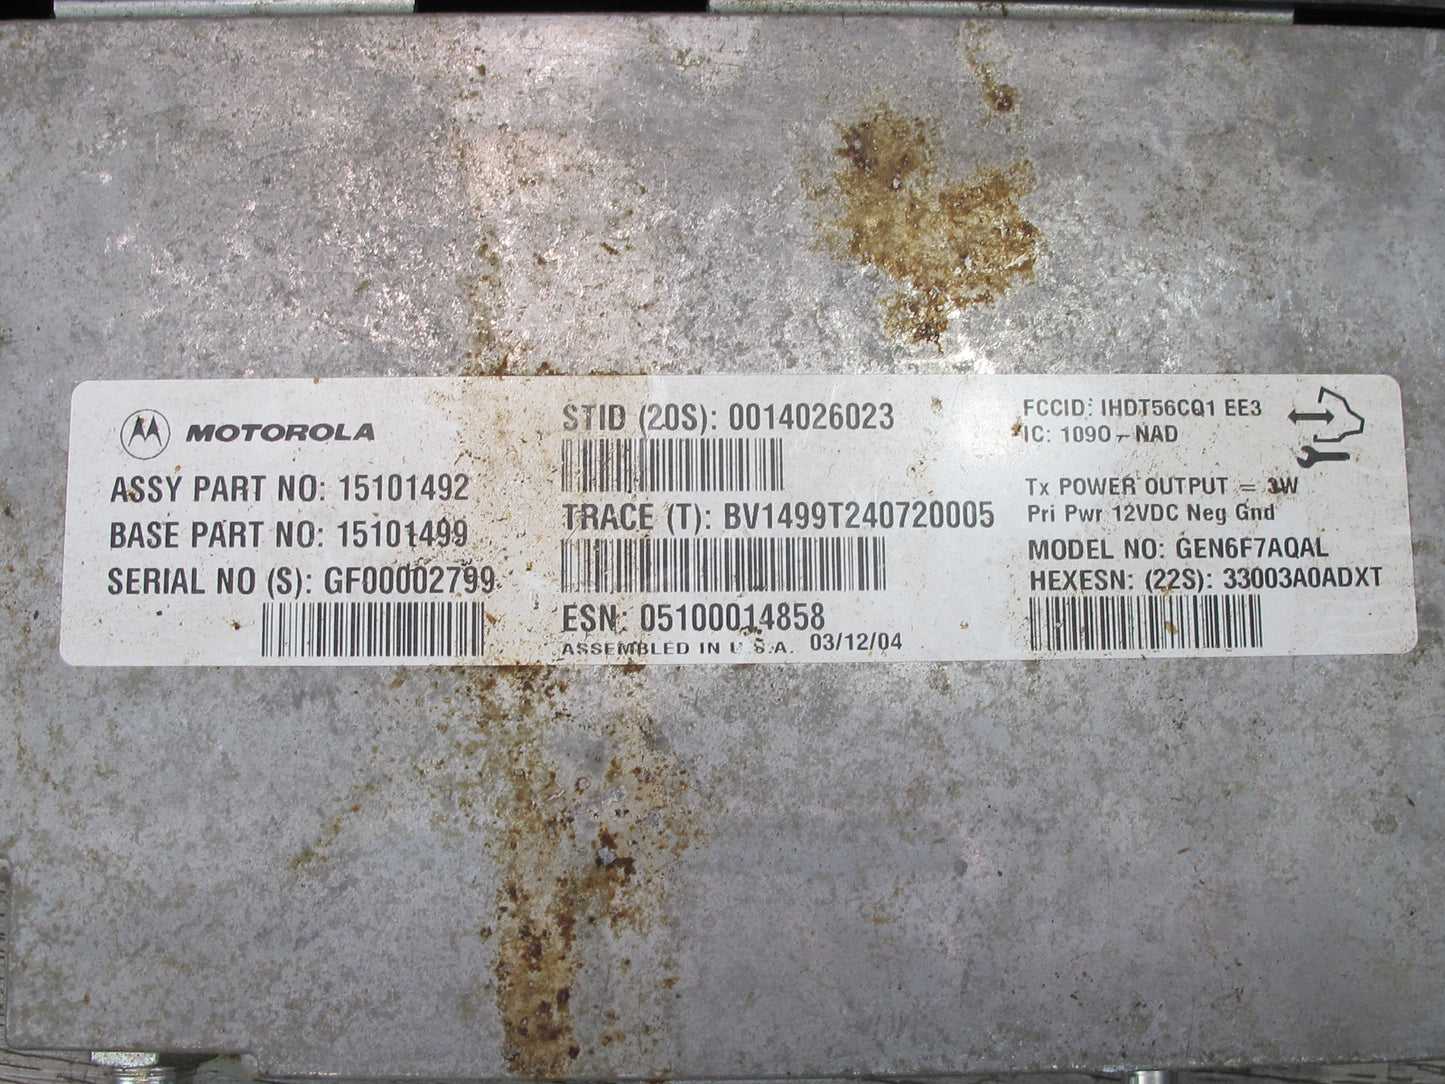 MOTOROLA
ASSY PART NO: 15101492
BASE PART NO: 15101499
SERIAL NO (S): GF00002799
STID (20S): 0014026023
TRACE (T): BV1499T240720005
ESN: 05100014858
ASSEMBLED IN U.S.A. 03/12/04
FCCID: IHDT56CQ1 EE3
IC: 1090-NAD
Tx POWER OUTPUT = 3W
Pri Pwr 12VDC Neg Gnd
MODEL NO: GEN6F7AQAL
HEXESN: (22S): 33003A0ADXT